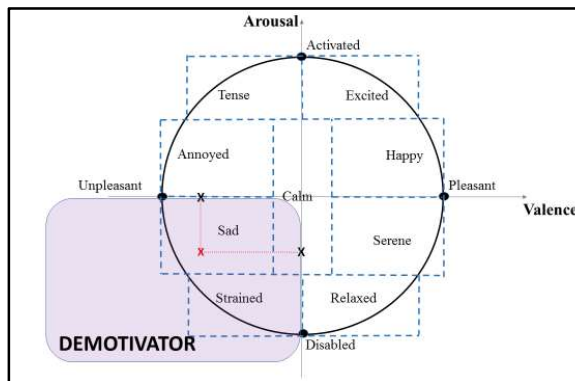 Arousal
Activated
Tense
Excited
Annoyed
Happy
Unpleasant
Calm
Pleasant
x
Valence
Sad
Serene
x
x
Strained
Relaxed
DEMOTIVATOR
Disabled